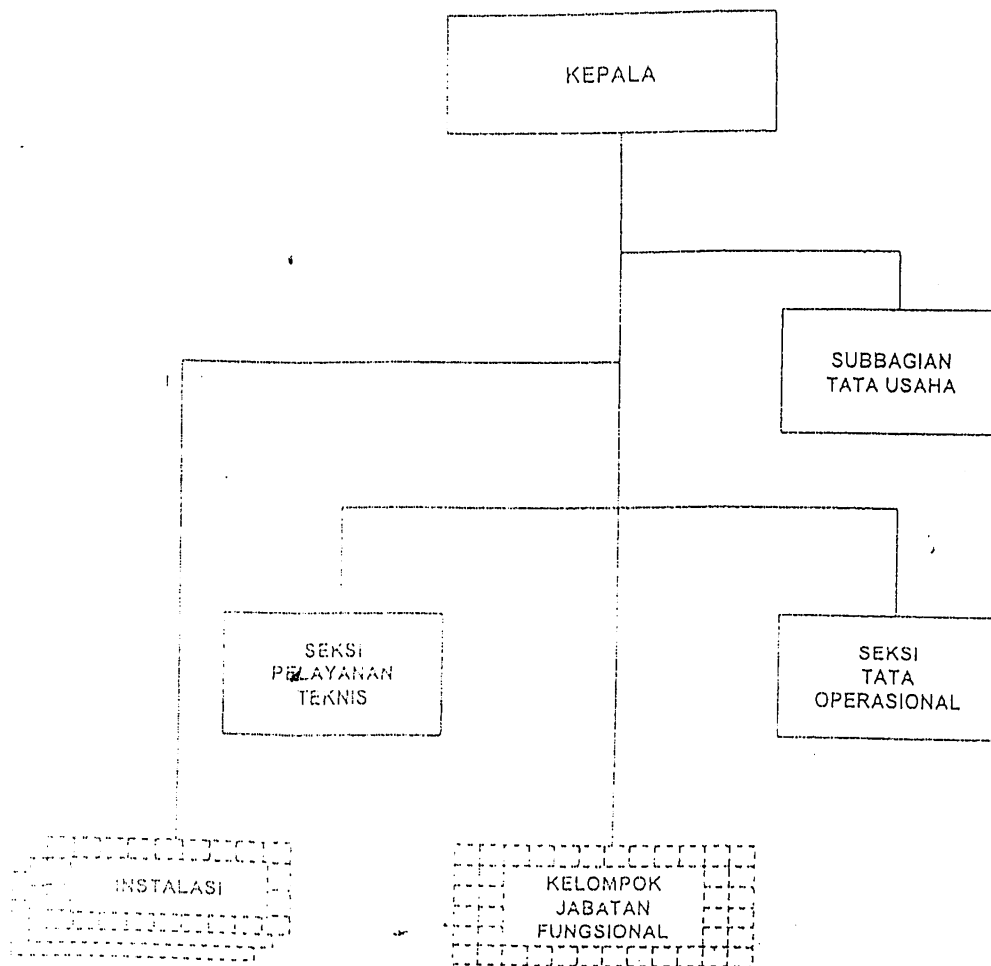 KEPALA
SUBBAGIAN
TATA USAHA
SEKSI
PELAYANAN
TEKNIS
SEKSI
TATA
OPERASIONAL
INSTALASI
KELOMPOK
JABATAN
FUNGSIONAL